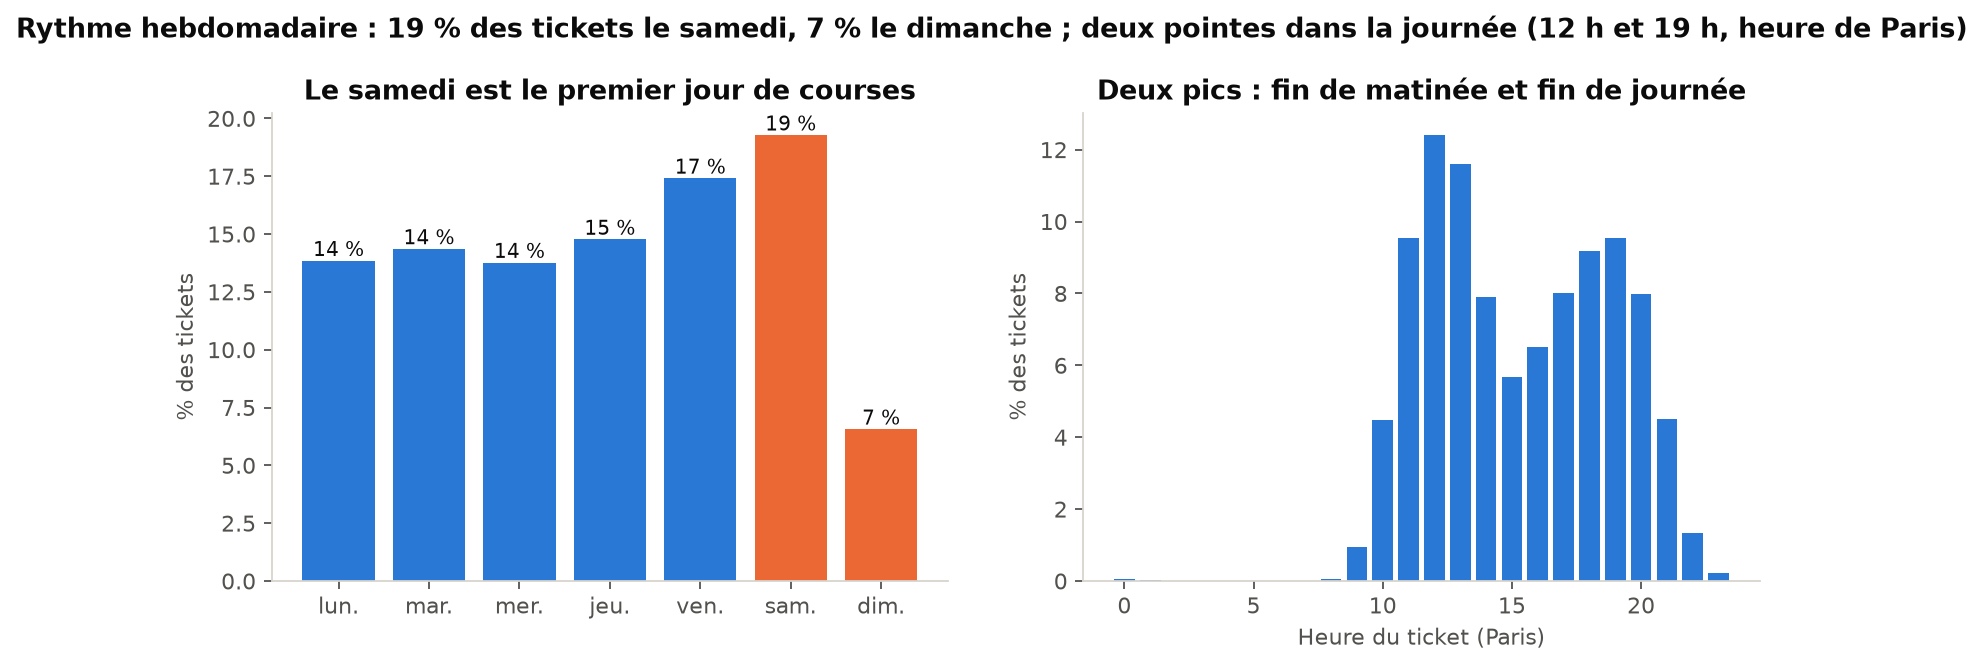 Rythme hebdomadaire : 19 % des tickets le samedi, 7 % le dimanche ; deux pointes dans la journée (12 h et 19 h, heure de Paris)
Le samedi est le premier jour de courses
% des tickets
20.0
17.5
15.0
12.5
10.0
7.5
5.0
2.5
0.0
14 %
14 %
14 %
15 %
17 %
19 %
7 %
lun.
mar.
mer.
jeu.
ven.
sam.
dim.
Deux pics : fin de matinée et fin de journée
% des tickets
12
10
8
6
4
2
0
0
5
10
15
20
Heure du ticket (Paris)